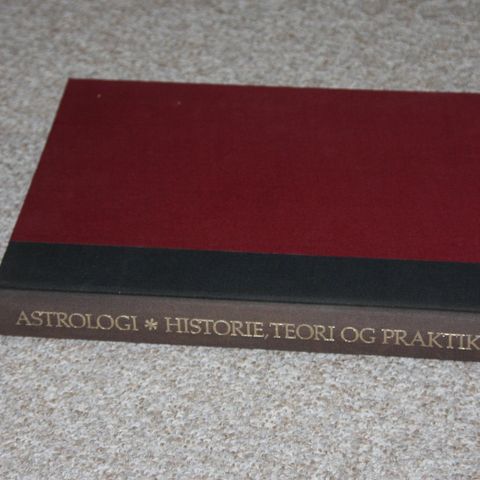 ASTROLOGI * HISTORIE, TEORI OG PRAKTIK